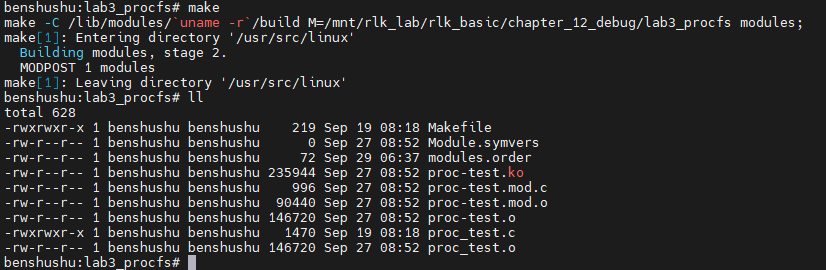 benshushu:lab3_procfs# make
make -C /lib/modules/`uname -r`/build M=/mnt/rlk_lab/rlk_basic/chapter_12_debug/lab3_procfs modules;
make[1]: Entering directory '/usr/src/linux'
  Building modules, stage 2.
  MODPOST 1 modules
make[1]: Leaving directory '/usr/src/linux'
benshushu:lab3_procfs# ll
total 628
-rwxrwxr-x 1 benshushu benshushu    219 Sep 19 08:18 Makefile
-rw-r--r-- 1 benshushu benshushu      0 Sep 27 08:52 Module.symvers
-rw-r--r-- 1 benshushu benshushu     72 Sep 29 06:37 modules.order
-rw-r--r-- 1 benshushu benshushu 235944 Sep 27 08:52 proc-test.ko
-rw-r--r-- 1 benshushu benshushu    996 Sep 27 08:52 proc-test.mod.c
-rw-r--r-- 1 benshushu benshushu  90440 Sep 27 08:52 proc-test.mod.o
-rw-r--r-- 1 benshushu benshushu 146720 Sep 27 08:52 proc-test.o
-rwxrwxr-x 1 benshushu benshushu   1470 Sep 19 08:18 proc_test.c
-rw-r--r-- 1 benshushu benshushu 146720 Sep 27 08:52 proc_test.o
benshushu:lab3_procfs#